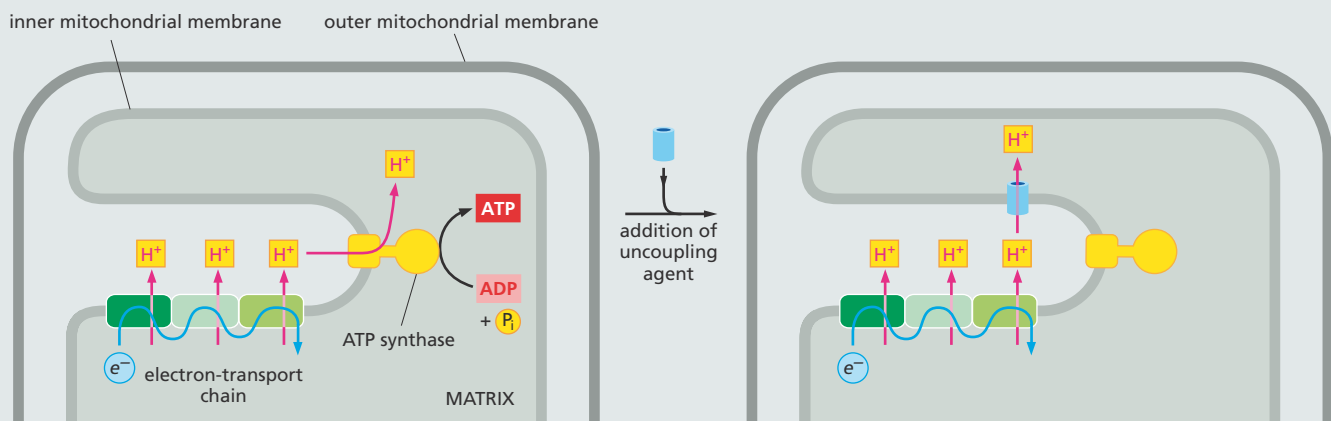 inner mitochondrial membrane
outer mitochondrial membrane
H⁺
ATP
H⁺ H⁺ H⁺
ADP
+ Pᵢ
ATP synthase
e⁻
electron-transport
chain
MATRIX
addition of
uncoupling
agent
H⁺
H⁺ H⁺ H⁺
e⁻